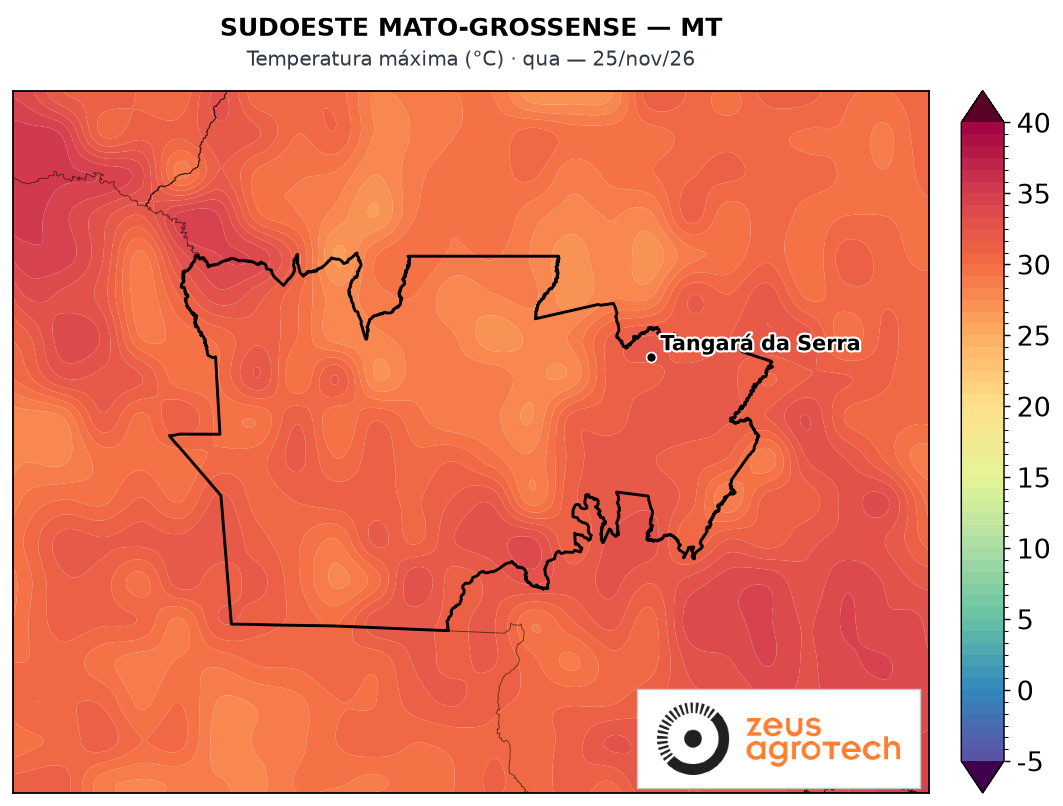 SUDOESTE MATO-GROSSENSE — MT
Temperatura máxima (°C) · qua — 25/nov/26
40
35
30
25
20
15
10
5
0
-5
Tangará da Serra
zeus
agrotech